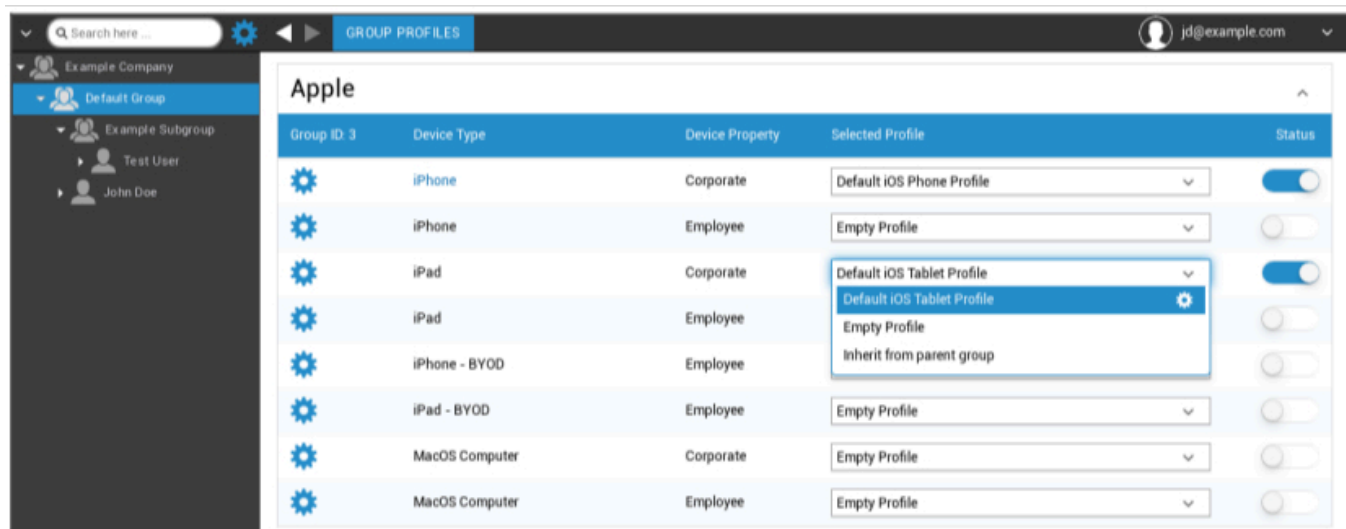 Search here ...
GROUP PROFILES
jd@example.com
Example Company
Default Group
Example Subgroup
Test User
John Doe
Apple
Group ID: 3 Device Type Device Property Selected Profile Status
iPhone Corporate Default iOS Phone Profile
iPhone Employee Empty Profile
iPad Corporate Default iOS Tablet Profile
Default iOS Tablet Profile
iPad Employee Empty Profile
Inherit from parent group
iPhone - BYOD Employee
iPad - BYOD Employee Empty Profile
MacOS Computer Corporate Empty Profile
MacOS Computer Employee Empty Profile